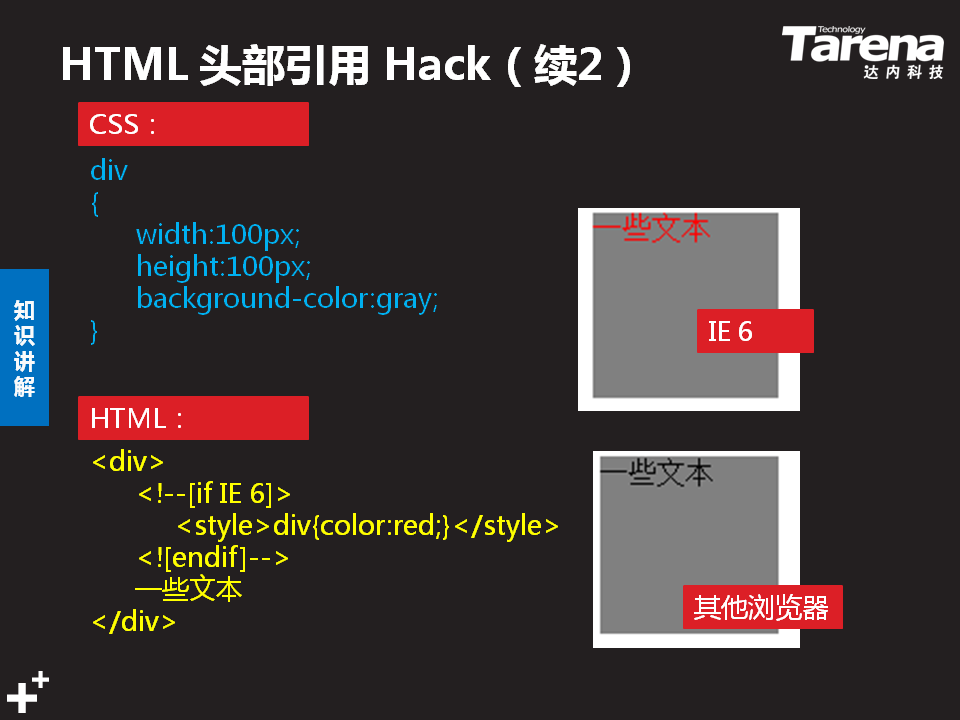 HTML 头部引用 Hack（续2）
Technology
Tarena
达内科技
CSS：
div
{
width:100px;
height:100px;
background-color:gray;
}
一些文本
IE 6
知识讲解
HTML：
<div>
<!--[if IE 6]>
<style>div{color:red;}</style>
<![endif]-->
一些文本
</div>
一些文本
其他浏览器